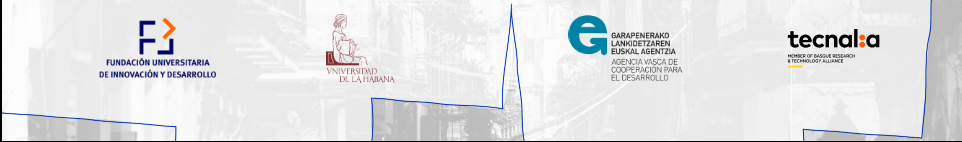 FUNDACIÓN UNIVERSITARIA
DE INNOVACIÓN Y DESARROLLO
VNIVERSIDAD
DE LA HABANA
GARAPENERAKO
LANKIDETZAREN
EUSKAL AGENTZIA
AGENCIA VASCA DE
COOPERACIÓN PARA
EL DESARROLLO
tecnalia
MEMBER OF BASQUE RESEARCH
& TECHNOLOGY ALLIANCE